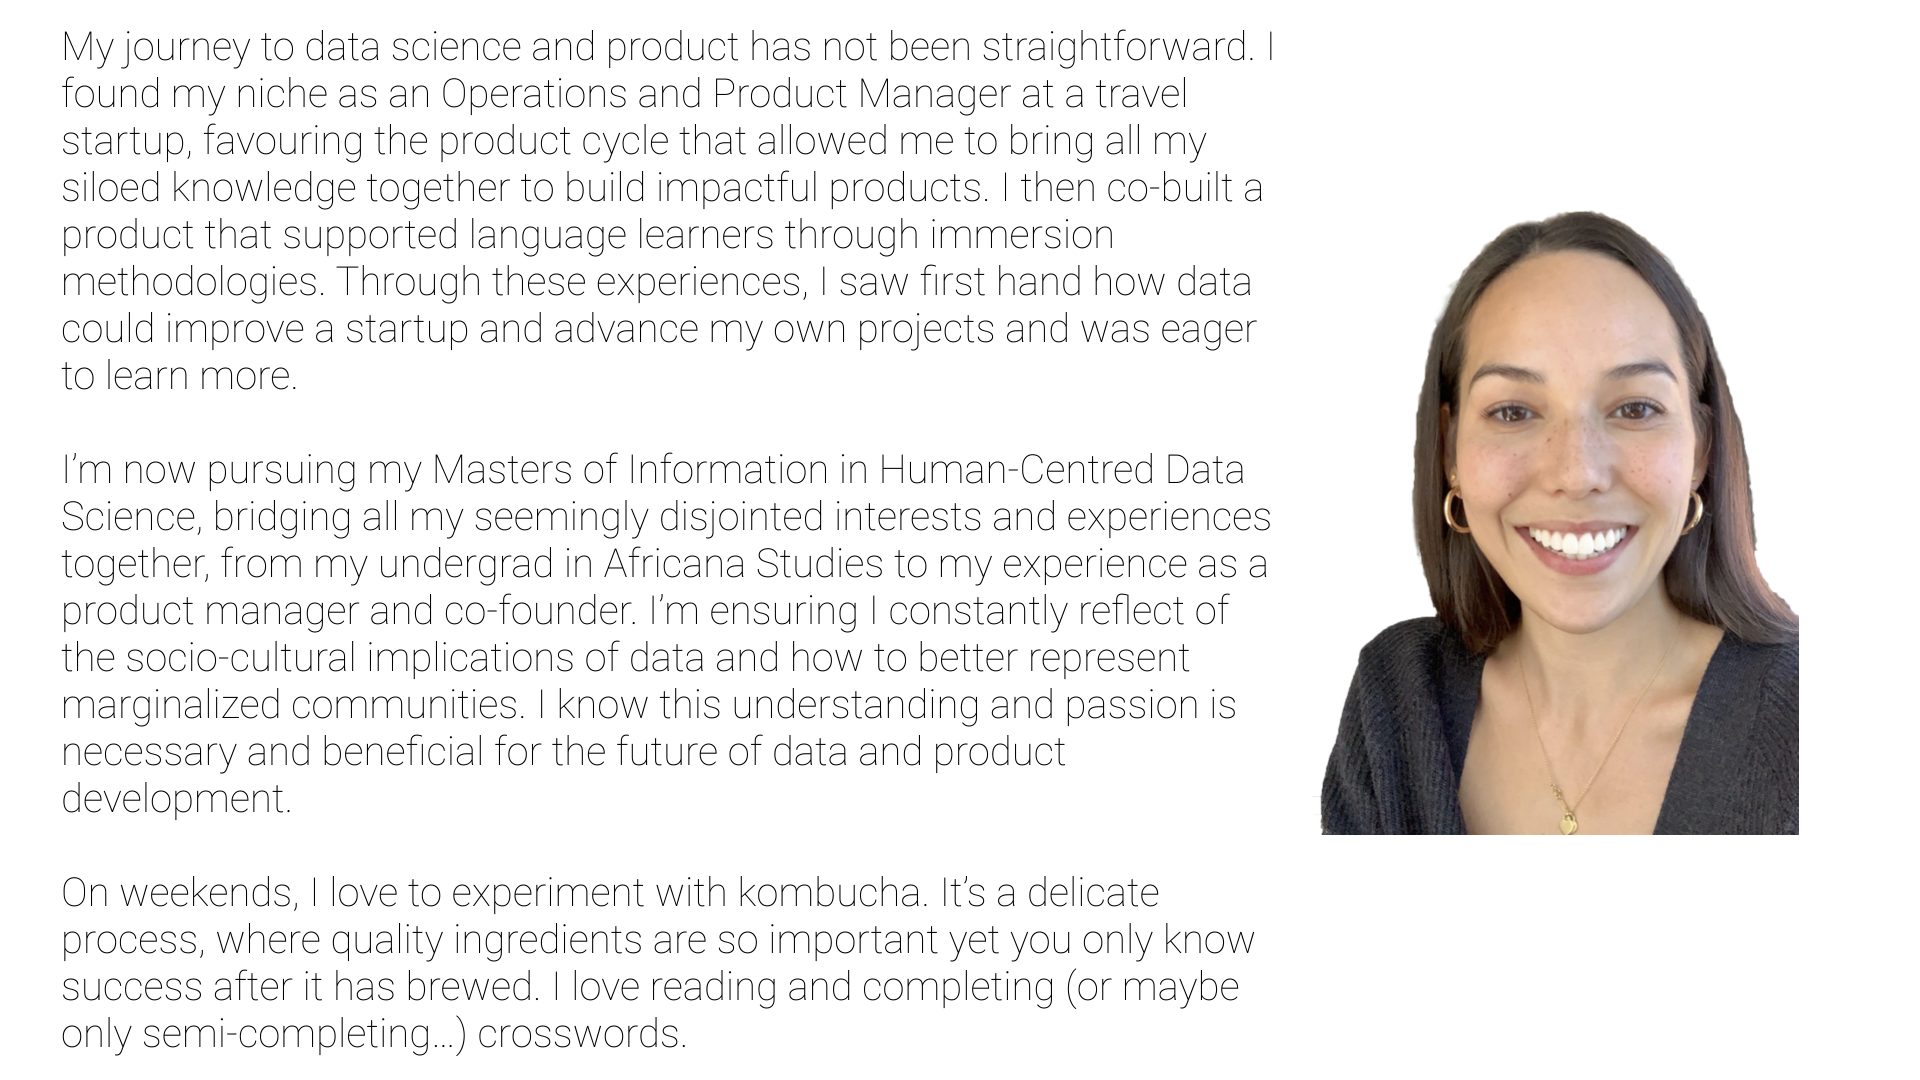 My journey to data science and product has not been straightforward. I
found my niche as an Operations and Product Manager at a travel
startup, favouring the product cycle that allowed me to bring all my
siloed knowledge together to build impactful products. I then co-built a
product that supported language learners through immersion
methodologies. Through these experiences, I saw first hand how data
could improve a startup and advance my own projects and was eager
to learn more.
I’m now pursuing my Masters of Information in Human-Centred Data
Science, bridging all my seemingly disjointed interests and experiences
together, from my undergrad in Africana Studies to my experience as a
product manager and co-founder. I’m ensuring I constantly reflect of
the socio-cultural implications of data and how to better represent
marginalized communities. I know this understanding and passion is
necessary and beneficial for the future of data and product
development.
On weekends, I love to experiment with kombucha. It’s a delicate
process, where quality ingredients are so important yet you only know
success after it has brewed. I love reading and completing (or maybe
only semi-completing…) crosswords.